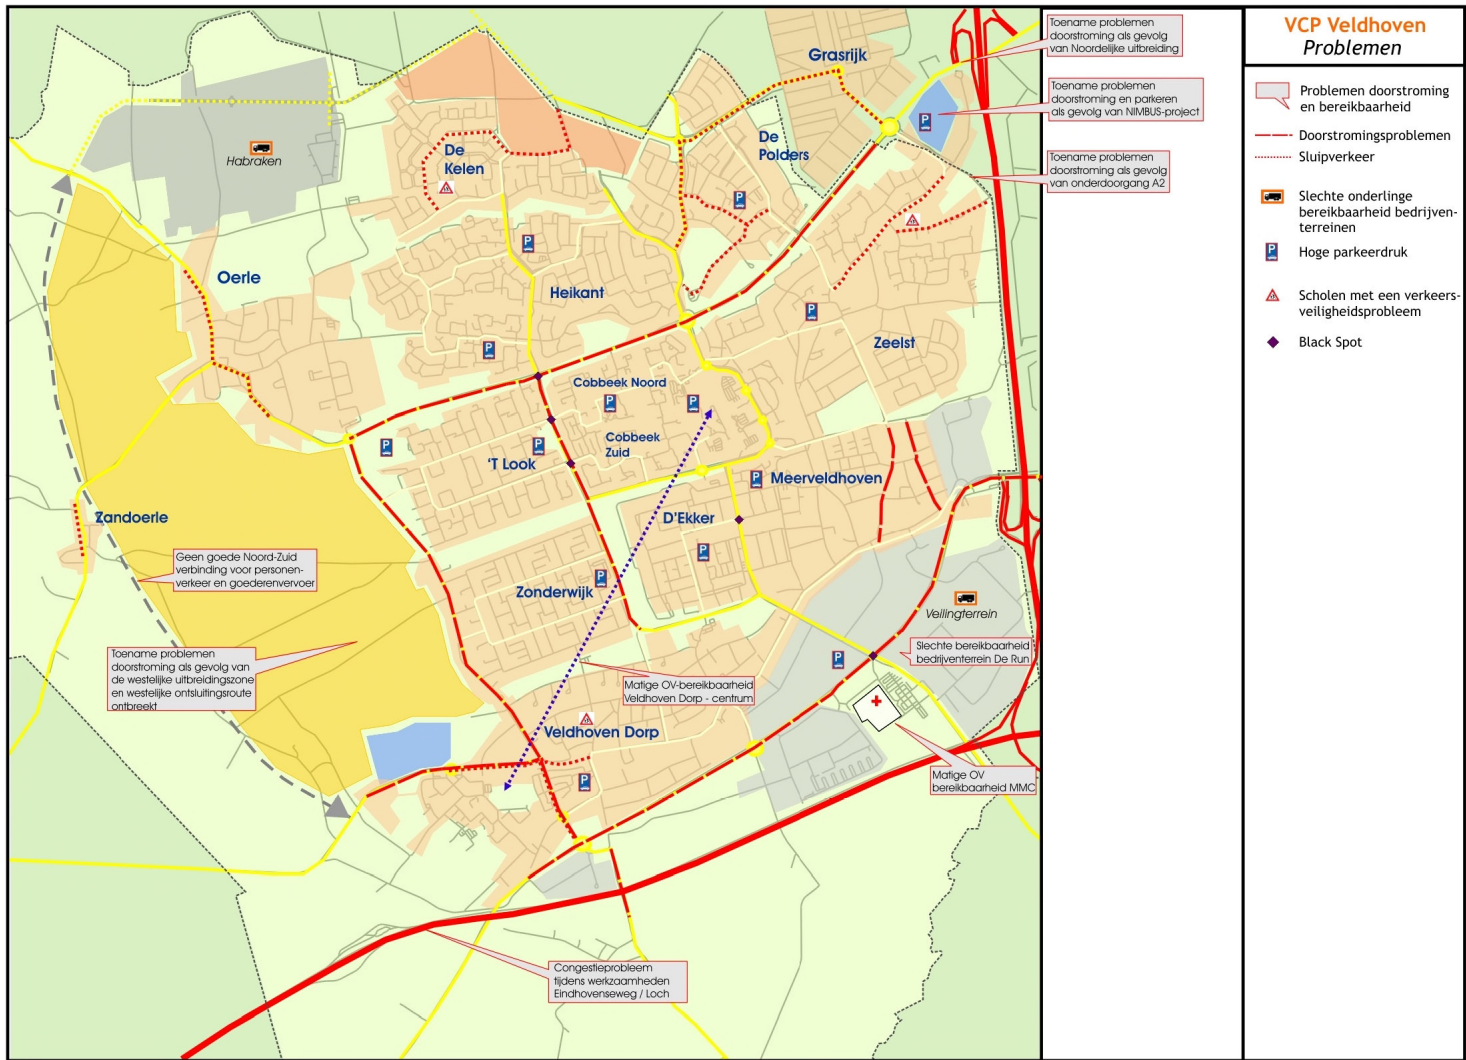 VCP Veldhoven
Problemen
Problemen doorstroming
en bereikbaarheid
Doorstromingsproblemen
Sluipverkeer
Slechte onderlinge
bereikbaarheid bedrijven-
terreinen
P
Hoge parkeerdruk
Scholen met een verkeers-
veiligheidsprobleem
Black Spot
Toename problemen
doorstroming als gevolg
van Noordelijke uitbreiding
Toename problemen
doorstroming en parkeren
als gevolg van NIMBUS-project
Toename problemen
doorstroming als gevolg
van onderdoorgang A2
Grasrijk
P
De
Polders
De
Kelen
Habraken
P
P
Oerle
Heikant
P
P
Zeelst
Cobbeek Noord
P
P
Cobbeek
Zuid
P
P
'T Look
Meerveldhoven
P
D'Ekker
Zandoerle
P
Geen goede Noord-Zuid
verbinding voor personen-
verkeer en goederenvervoer
P
Zonderwijk
Veilingterrein
Toename problemen
doorstroming als gevolg van
de westelijke uitbreidingszone
en westelijke ontsluitingsroute
ontbreekt
Slechte bereikbaarheid
bedrijventerrein De Run
P
Matige OV-bereikbaarheid
Veldhoven Dorp - centrum
Veldhoven Dorp
P
Matige OV
bereikbaarheid MMC
Congestieprobleem
tijdens werkzaamheden
Eindhovenseweg / Loch